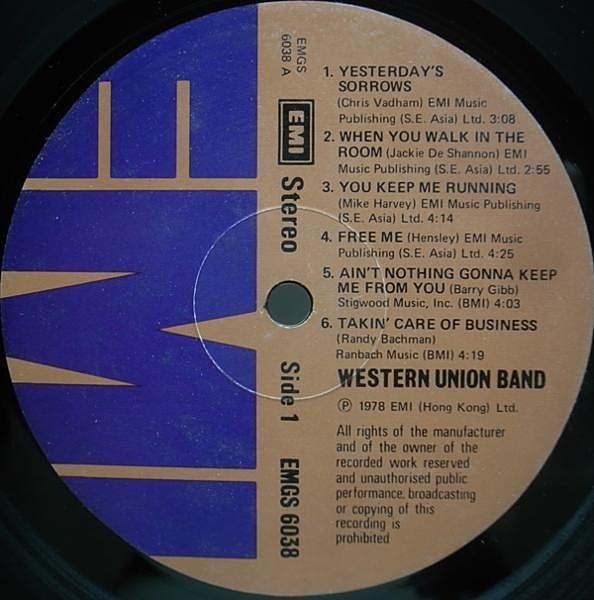 EMGS
6038 A
EMI
Stereo
Side 1
EMGS 6038
1. YESTERDAY'S
SORROWS
(Chris Vadham) EMI Music
Publishing (S.E. Asia) Ltd. 3:08
2. WHEN YOU WALK IN THE
ROOM (Jackie De Shannon) EMI
Music Publishing (S.E. Asia) Ltd. 2:55
3. YOU KEEP ME RUNNING
(Mike Harvey) EMI Music Publishing
(S.E. Asia) Ltd. 4:14
4. FREE ME (Hensley) EMI Music
Publishing (S.E. Asia) Ltd. 4:25
5. AIN'T NOTHING GONNA KEEP
ME FROM YOU (Barry Gibb)
Stigwood Music, Inc. (BMI) 4:03
6. TAKIN' CARE OF BUSINESS
(Randy Bachman)
Ranbach Music (BMI) 4:19
WESTERN UNION BAND
℗ 1978 EMI (Hong Kong) Ltd.
All rights of the manufacturer
and of the owner of the
recorded work reserved
and unauthorised public
performance, broadcasting
or copying of this
recording is
prohibited